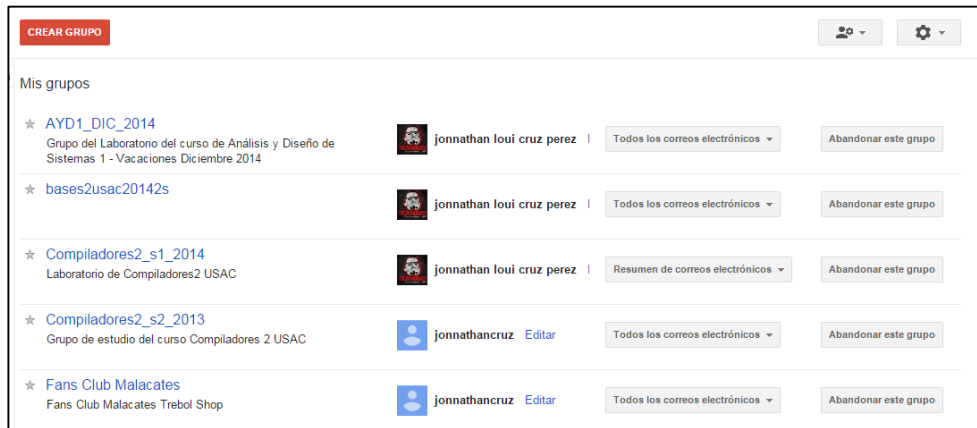 CREAR GRUPO
Mis grupos
AYD1_DIC_2014
Grupo del Laboratorio del curso de Análisis y Diseño de
Sistemas 1 - Vacaciones Diciembre 2014
jonnathan loui cruz perez
Todos los correos electrónicos
Abandonar este grupo
bases2usac20142s
jonnathan loui cruz perez
Todos los correos electrónicos
Abandonar este grupo
Compiladores2_s1_2014
Laboratorio de Compiladores2 USAC
jonnathan loui cruz perez
Resumen de correos electrónicos
Abandonar este grupo
Compiladores2_s2_2013
Grupo de estudio del curso Compiladores 2 USAC
jonnathancruz Editar
Todos los correos electrónicos
Abandonar este grupo
Fans Club Malacates
Fans Club Malacates Trebol Shop
jonnathancruz Editar
Todos los correos electrónicos
Abandonar este grupo